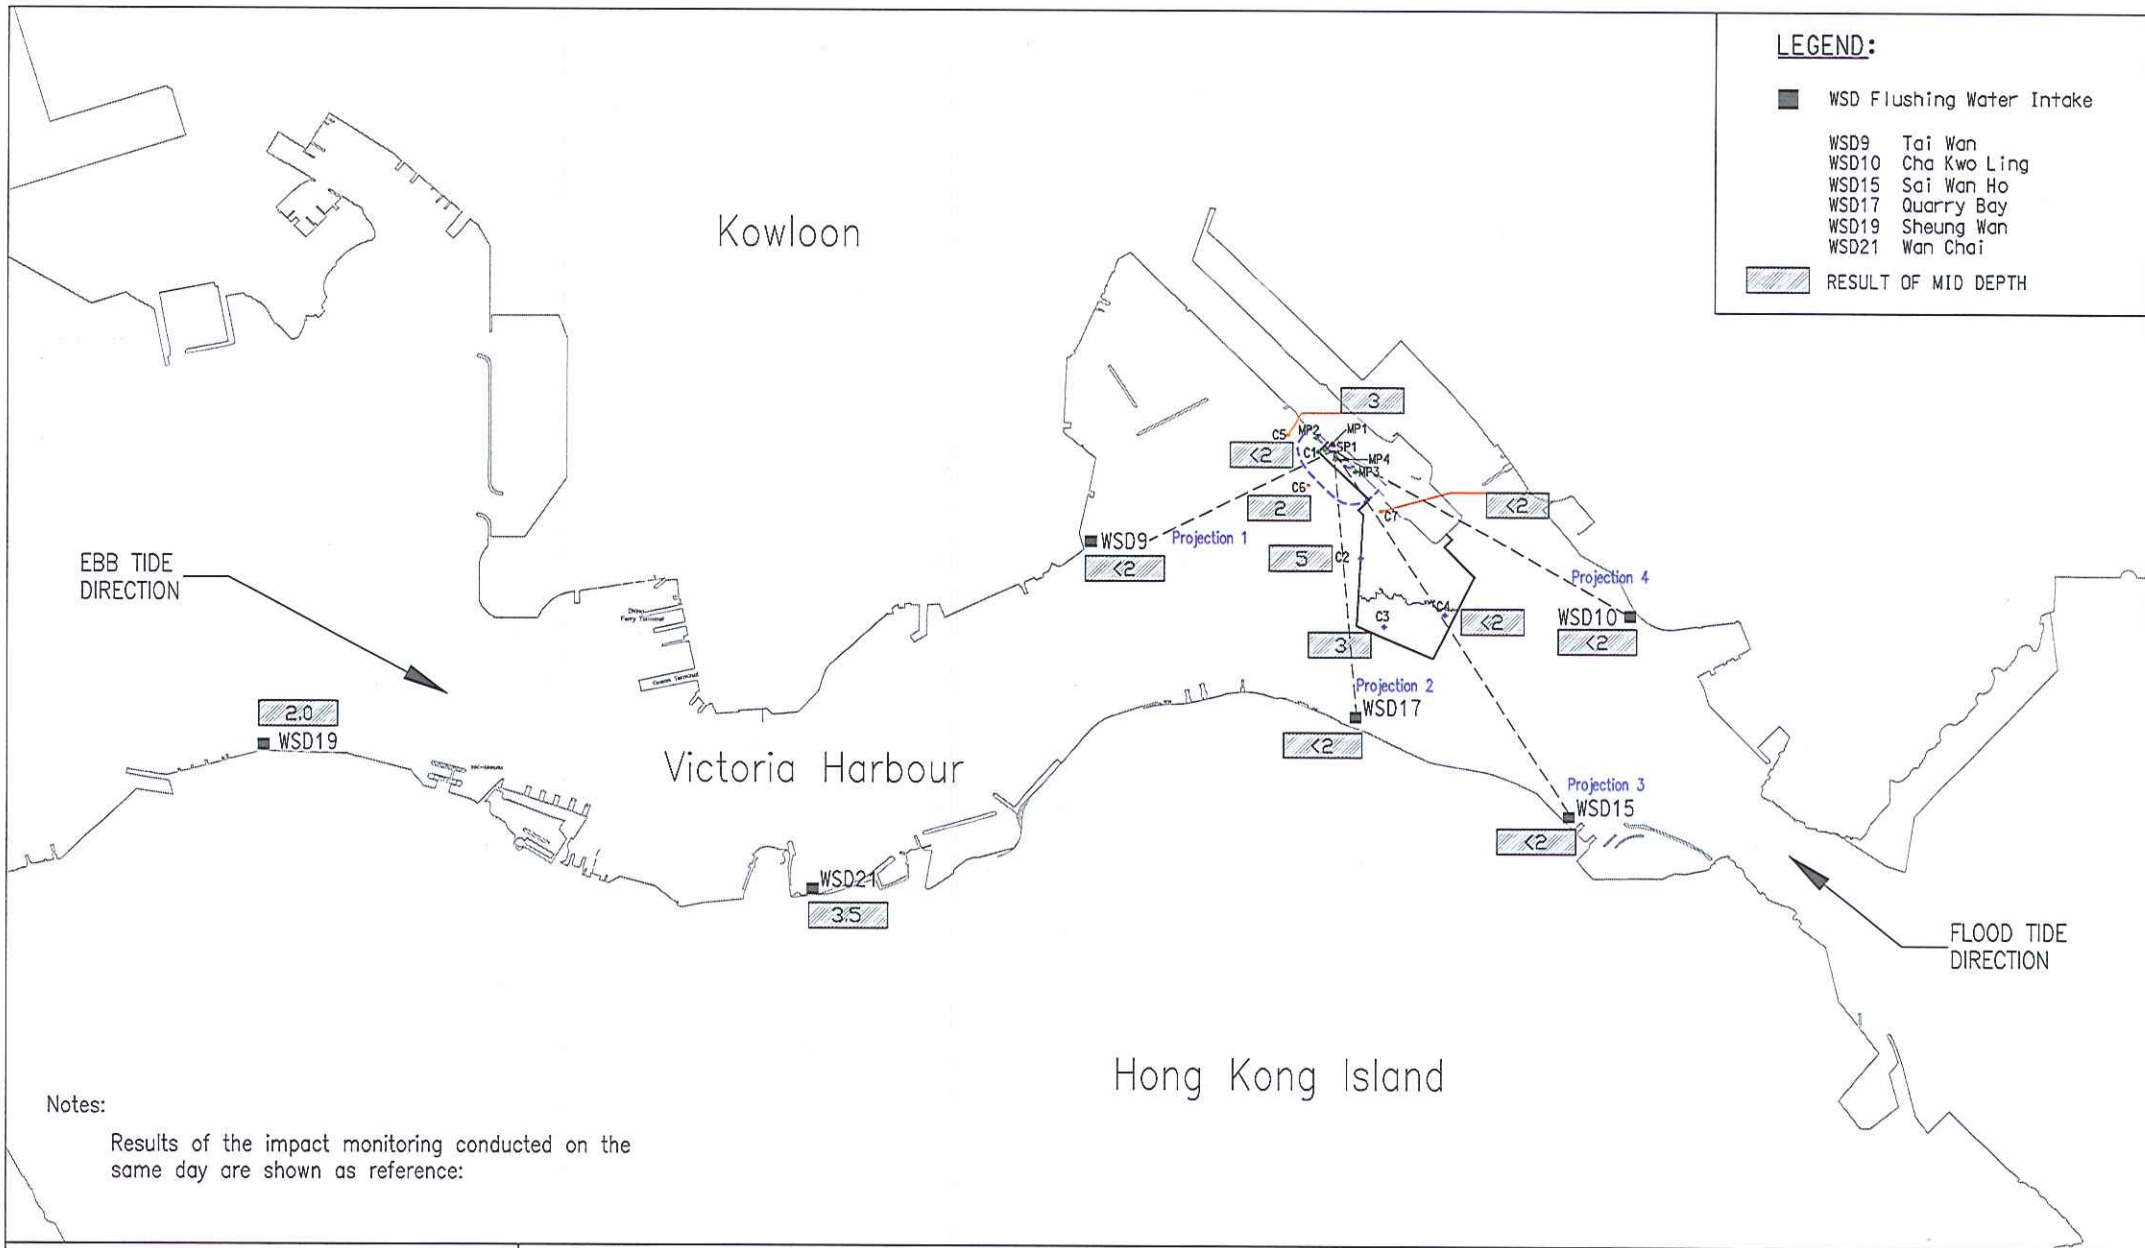 LEGEND:
WSD Flushing Water Intake
WSD9 Tai Wan
WSD10 Cha Kwo Ling
WSD15 Sai Wan Ho
WSD17 Quarry Bay
WSD19 Sheung Wan
WSD21 Wan Chai
RESULT OF MID DEPTH
Kowloon
3
C5
MP2
MP1
SP1
<2
C1
MP4
MP3
C6
2
<2
C7
WSD9
Projection 1
<2
5
C2
EBB TIDE
DIRECTION
Projection 4
WSD10
<2
C4
<2
C3
3
China
Ferry Terminal
Ocean Terminal
Projection 2
WSD17
<2
2.0
WSD19
Victoria Harbour
Projection 3
WSD15
<2
WSD21
3.5
FLOOD TIDE
DIRECTION
Hong Kong Island
Notes:
Results of the impact monitoring conducted on the
same day are shown as reference: